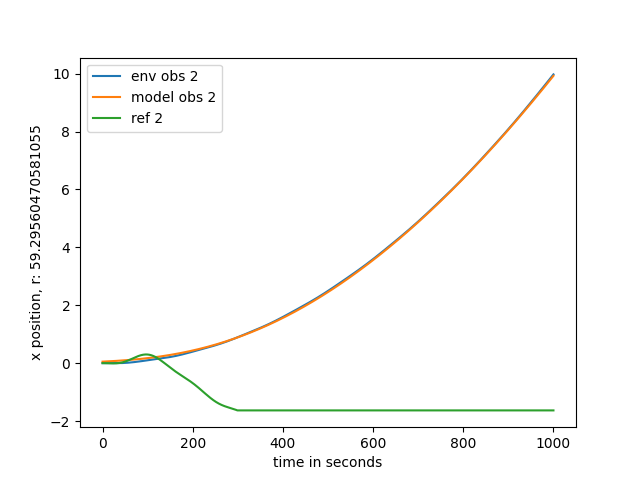 env obs 2
model obs 2
ref 2
10
8
6
4
2
0
−2
x position, r: 59.29560470581055
0
200
400
600
800
1000
time in seconds